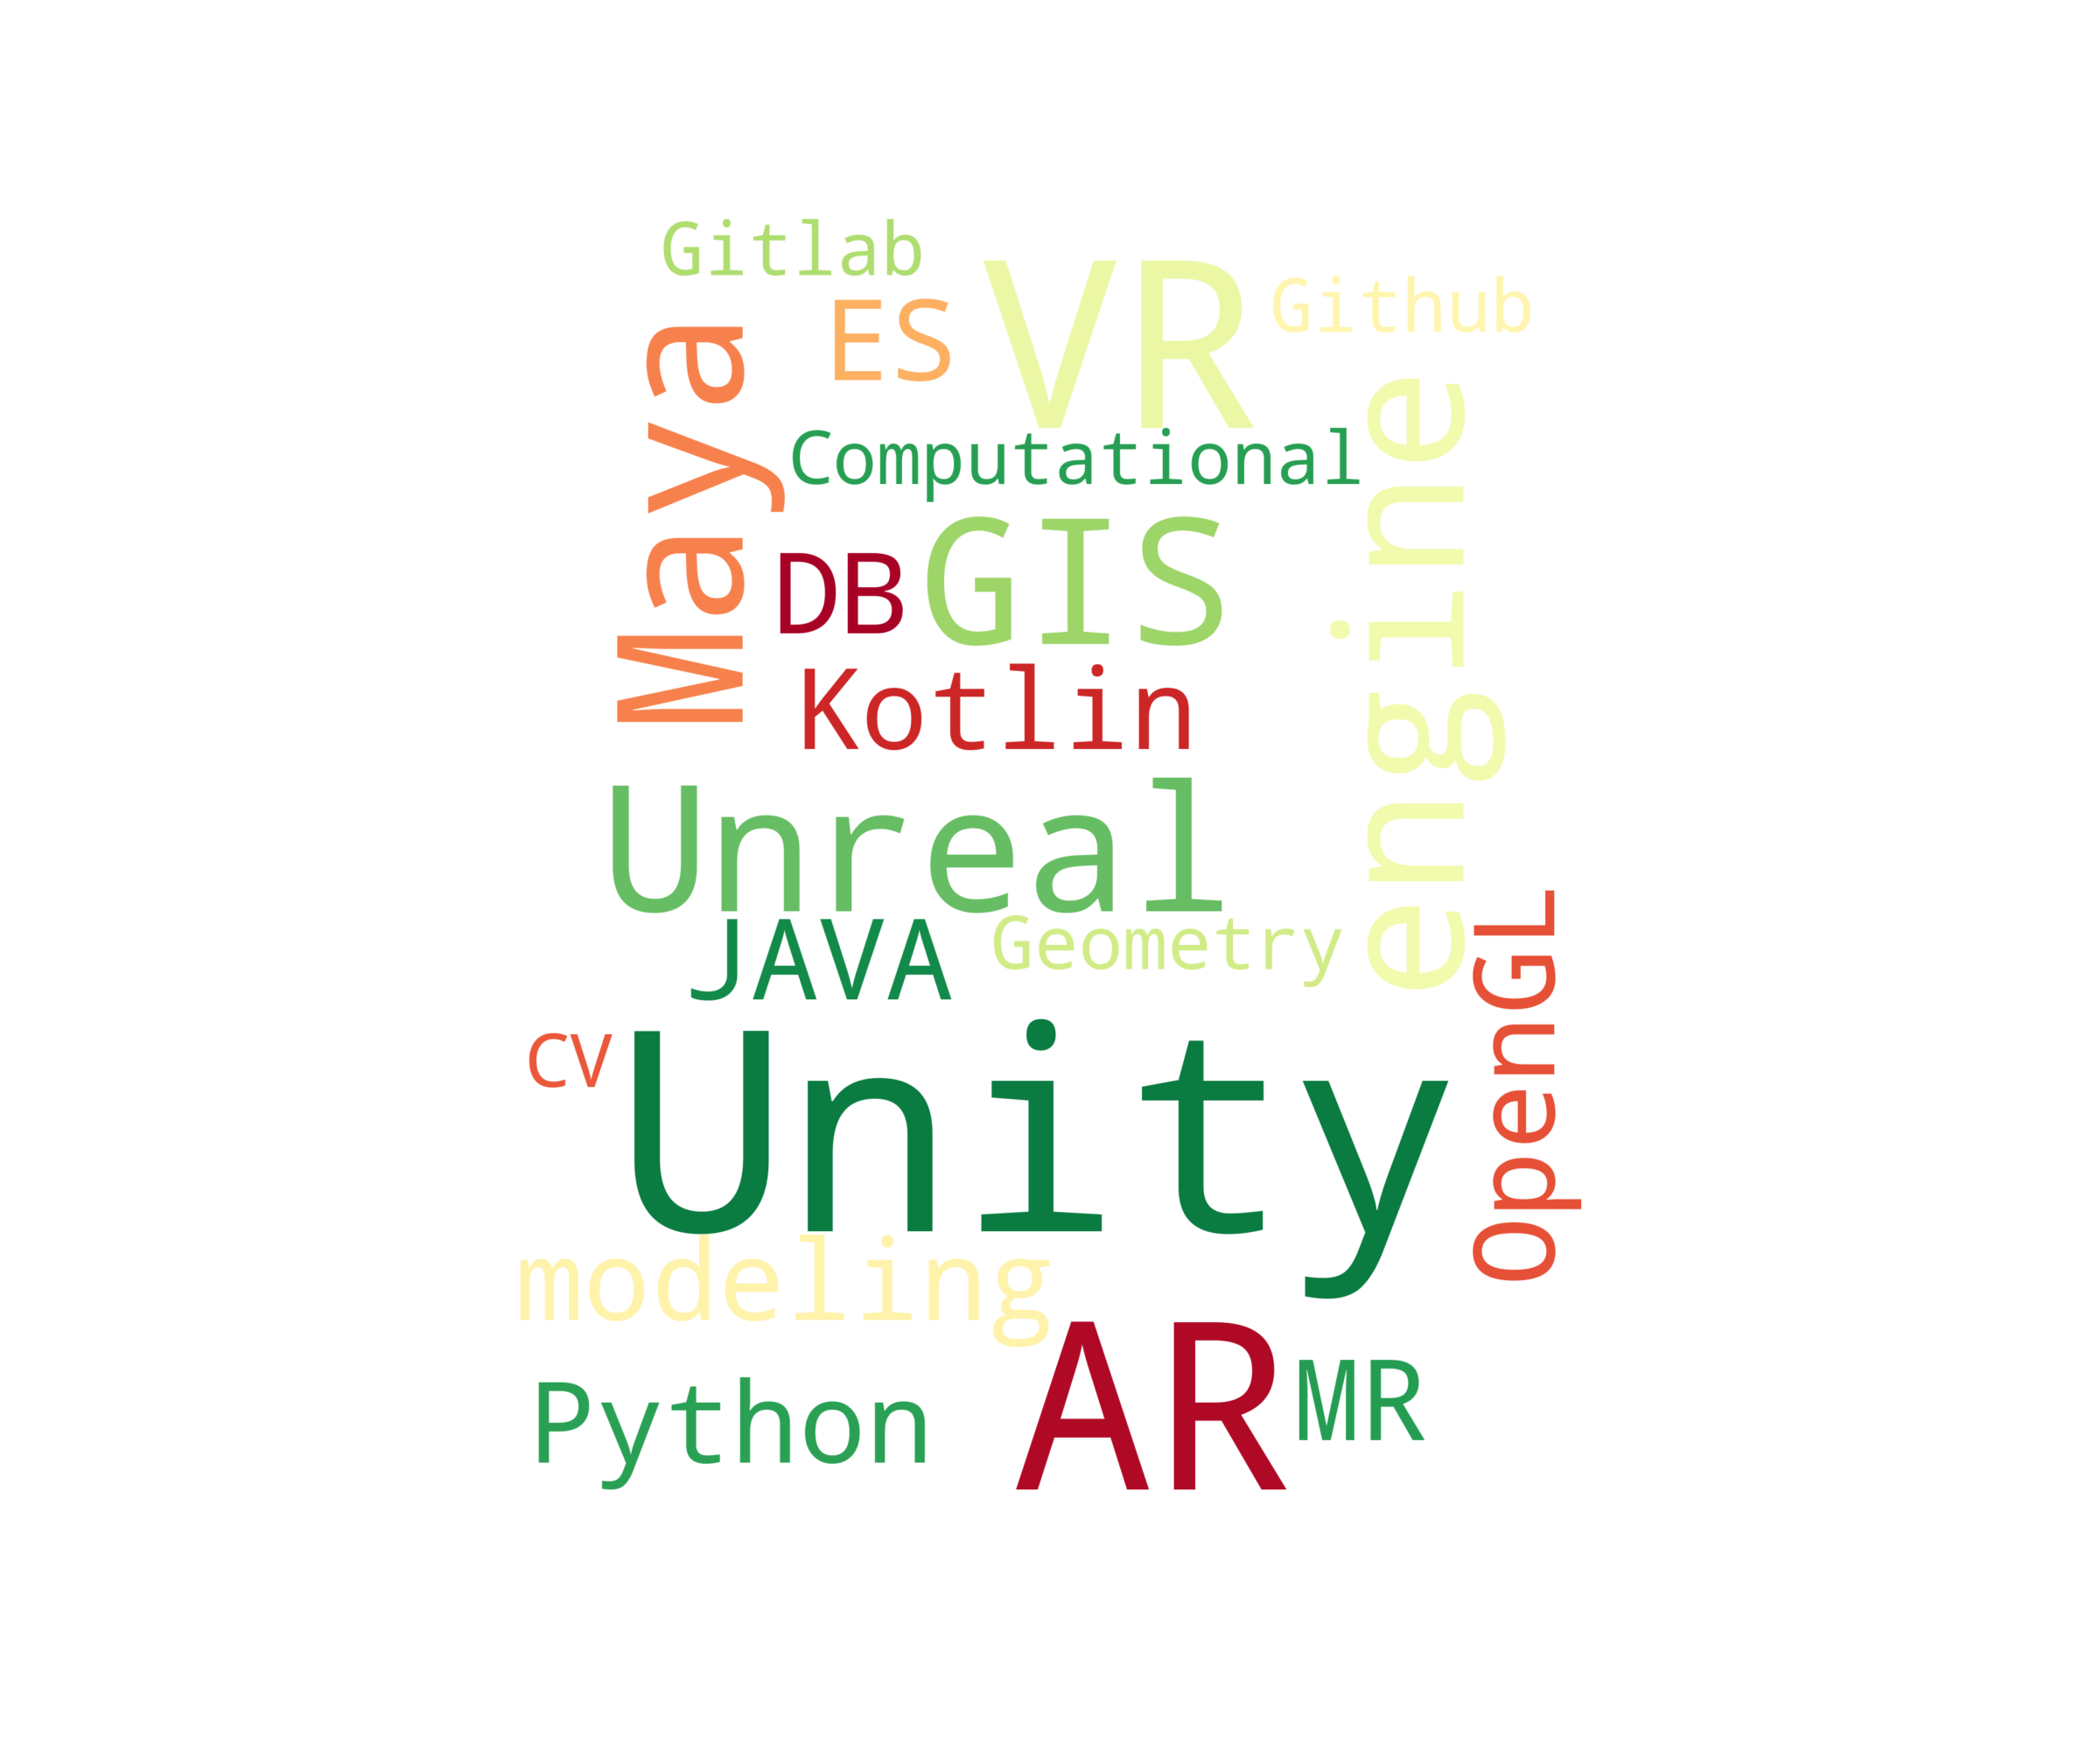 Gitlab
VR
Github
ES
Maya
engine
Computational
GIS
DB
Kotlin
Unreal
JAVA
Geometry
OpenGL
Unity
CV
modeling
AR
MR
Python